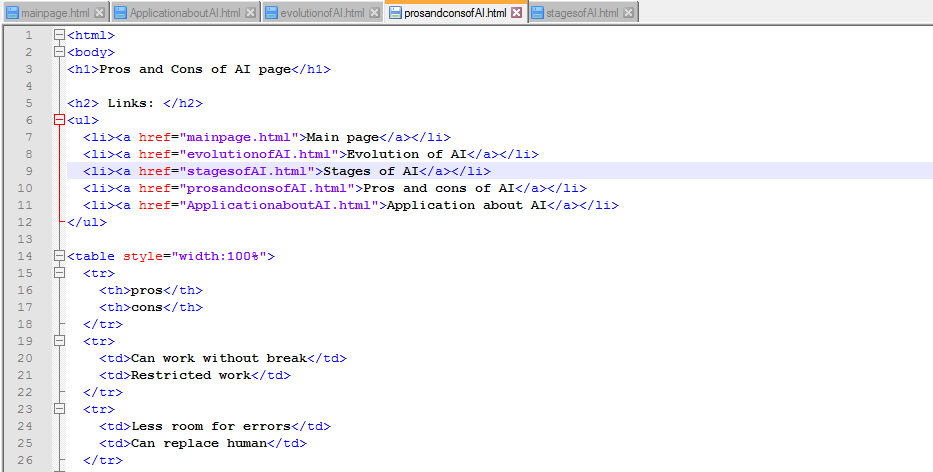 mainpage.html ApplicationaboutAI.html evolutionofAI.html prosandconsofAI.html stagesofAI.html
1 <html>
2 <body>
3 <h1>Pros and Cons of AI page</h1>
4
5 <h2> Links: </h2>
6 <ul>
7   <li><a href="mainpage.html">Main page</a></li>
8   <li><a href="evolutionofAI.html">Evolution of AI</a></li>
9   <li><a href="stagesofAI.html">Stages of AI</a></li>
10   <li><a href="prosandconsofAI.html">Pros and cons of AI</a></li>
11   <li><a href="ApplicationaboutAI.html">Application about AI</a></li>
12 </ul>
13
14 <table style="width:100%">
15   <tr>
16     <th>pros</th>
17     <th>cons</th>
18   </tr>
19   <tr>
20     <td>Can work without break</td>
21     <td>Restricted work</td>
22   </tr>
23   <tr>
24     <td>Less room for errors</td>
25     <td>Can replace human</td>
26   </tr>